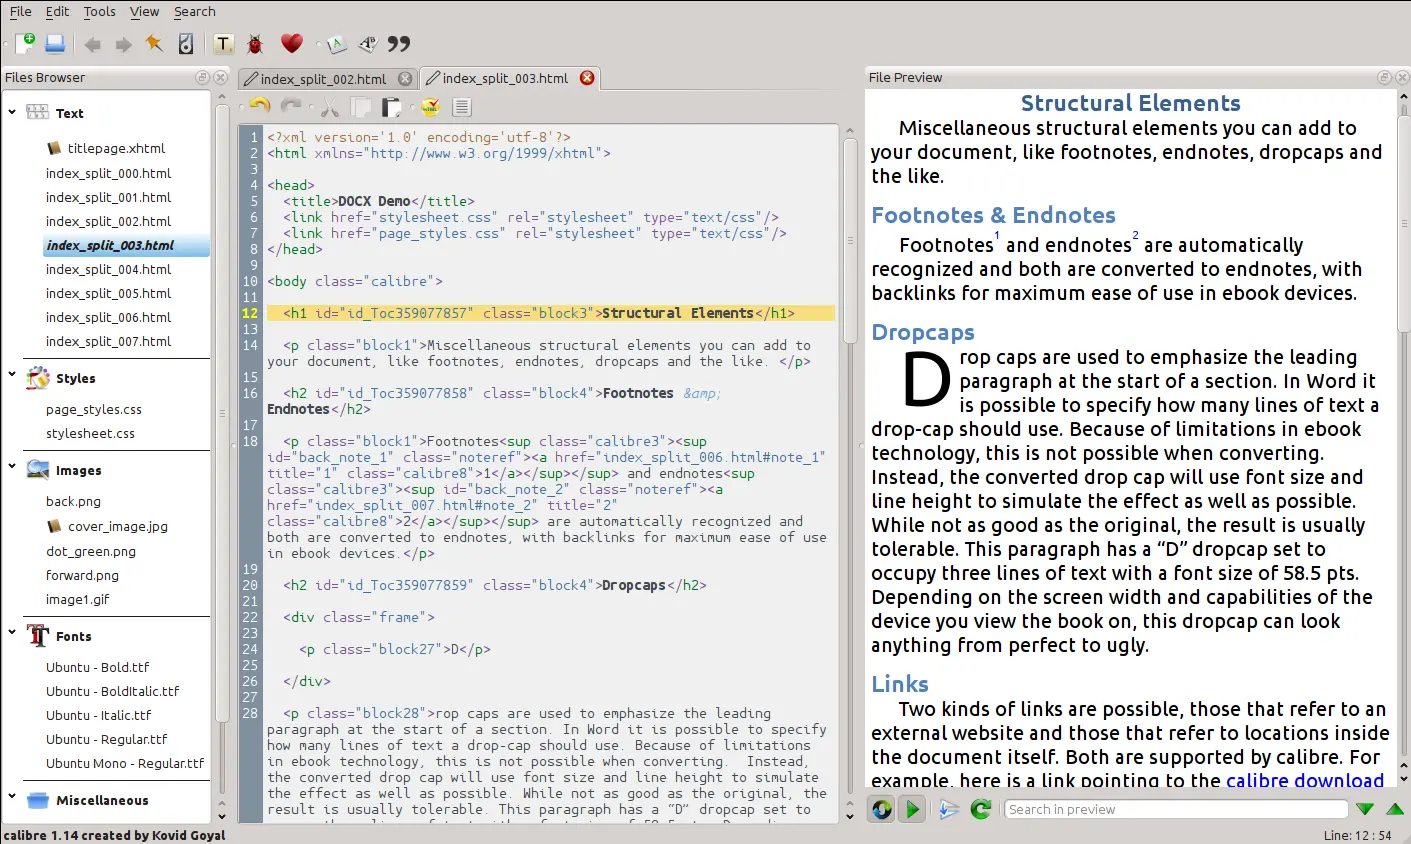 File Edit Tools View Search
Files Browser
Text
titlepage.xhtml
index_split_000.html
index_split_001.html
index_split_002.html
index_split_003.html
index_split_004.html
index_split_005.html
index_split_006.html
index_split_007.html
Styles
page_styles.css
stylesheet.css
Images
back.png
cover_image.jpg
dot_green.png
forward.png
image1.gif
Fonts
Ubuntu - Bold.ttf
Ubuntu - BoldItalic.ttf
Ubuntu - Italic.ttf
Ubuntu - Regular.ttf
Ubuntu Mono - Regular.ttf
Miscellaneous
index_split_002.html index_split_003.html
1 <?xml version='1.0' encoding='utf-8'?>
2 <html xmlns="http://www.w3.org/1999/xhtml">
3
4 <head>
5 <title>DOCX Demo</title>
6 <link href="stylesheet.css" rel="stylesheet" type="text/css"/>
7 <link href="page_styles.css" rel="stylesheet" type="text/css"/>
8 </head>
9
10 <body class="calibre">
11
12 <h1 id="id_Toc359077857" class="block3">Structural Elements</h1>
13
14 <p class="block1">Miscellaneous structural elements you can add to
your document, like footnotes, endnotes, dropcaps and the like. </p>
15
16 <h2 id="id_Toc359077858" class="block4">Footnotes &amp;
Endnotes</h2>
17
18 <p class="block1">Footnotes<sup class="calibre3"><sup
id="back_note_1" class="noteref"><a href="index_split_006.html#note_1"
title="1" class="calibre8">1</a></sup></sup> and endnotes<sup
class="calibre3"><sup id="back_note_2" class="noteref"><a
href="index_split_007.html#note_2" title="2"
class="calibre8">2</a></sup></sup> are automatically recognized and
both are converted to endnotes, with backlinks for maximum ease of use
in ebook devices.</p>
19
20 <h2 id="id_Toc359077859" class="block4">Dropcaps</h2>
21
22 <div class="frame">
23
24 <p class="block27">D</p>
25
26 </div>
27
28 <p class="block28">rop caps are used to emphasize the leading
paragraph at the start of a section. In Word it is possible to specify
how many lines of text a drop-cap should use. Because of limitations
in ebook technology, this is not possible when converting. Instead,
the converted drop cap will use font size and line height to simulate
the effect as well as possible. While not as good as the original, the
result is usually tolerable. This paragraph has a “D” dropcap set to
File Preview
Structural Elements
Miscellaneous structural elements you can add to
your document, like footnotes, endnotes, dropcaps and
the like.
Footnotes & Endnotes
Footnotes1 and endnotes2 are automatically
recognized and both are converted to endnotes, with
backlinks for maximum ease of use in ebook devices.
Dropcaps
Drop caps are used to emphasize the leading
paragraph at the start of a section. In Word it
is possible to specify how many lines of text a
drop-cap should use. Because of limitations in ebook
technology, this is not possible when converting.
Instead, the converted drop cap will use font size and
line height to simulate the effect as well as possible.
While not as good as the original, the result is usually
tolerable. This paragraph has a “D” dropcap set to
occupy three lines of text with a font size of 58.5 pts.
Depending on the screen width and capabilities of the
device you view the book on, this dropcap can look
anything from perfect to ugly.
Links
Two kinds of links are possible, those that refer to an
external website and those that refer to locations inside
the document itself. Both are supported by calibre. For
example, here is a link pointing to the calibre download
Search in preview
calibre 1.14 created by Kovid Goyal
Line: 12 : 54